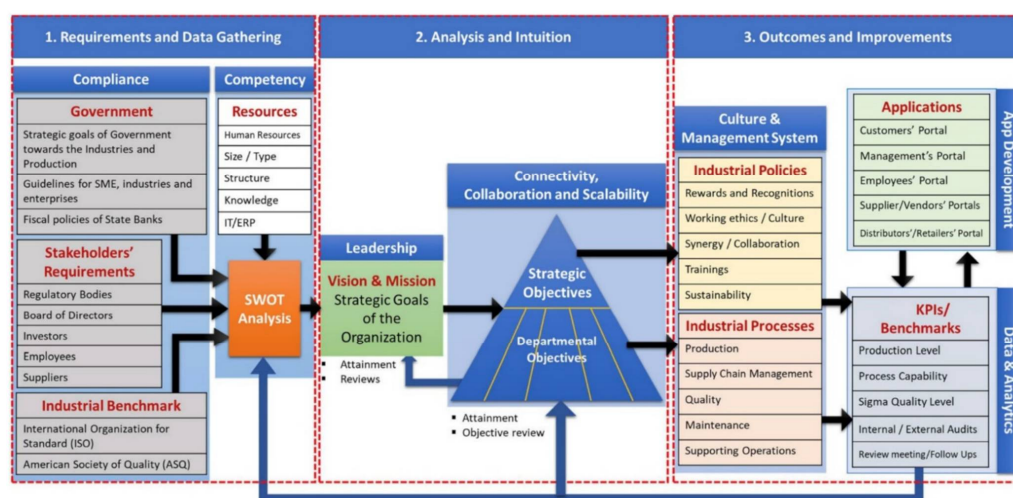 1. Requirements and Data Gathering
Compliance
Government
Strategic goals of Government
towards the Industries and
Production
Guidelines for SME, industries and
enterprises
Fiscal policies of State Banks
Stakeholders'
Requirements
Regulatory Bodies
Board of Directors
Investors
Employees
Suppliers
Industrial Benchmark
International Organization for
Standard (ISO)
American Society of Quality (ASQ)
Competency
Resources
Human Resources
Size / Type
Structure
Knowledge
IT/ERP
SWOT
Analysis
2. Analysis and Intuition
Leadership
Vision & Mission
Strategic Goals
of the
Organization
Attainment
Reviews
Connectivity,
Collaboration and Scalability
Strategic
Objectives
Departmental
Objectives
Attainment
Objective review
3. Outcomes and Improvements
Culture &
Management System
Industrial Policies
Rewards and Recognitions
Working ethics / Culture
Synergy / Collaboration
Trainings
Sustainability
Industrial Processes
Production
Supply Chain Management
Quality
Maintenance
Supporting Operations
Applications
Customers' Portal
Management's Portal
Employees' Portal
Supplier/Vendors' Portals
Distributors'/Retailers' Portal
App Development
KPIs/
Benchmarks
Production Level
Process Capability
Sigma Quality Level
Internal / External Audits
Review meeting/Follow Ups
Data & Analytics